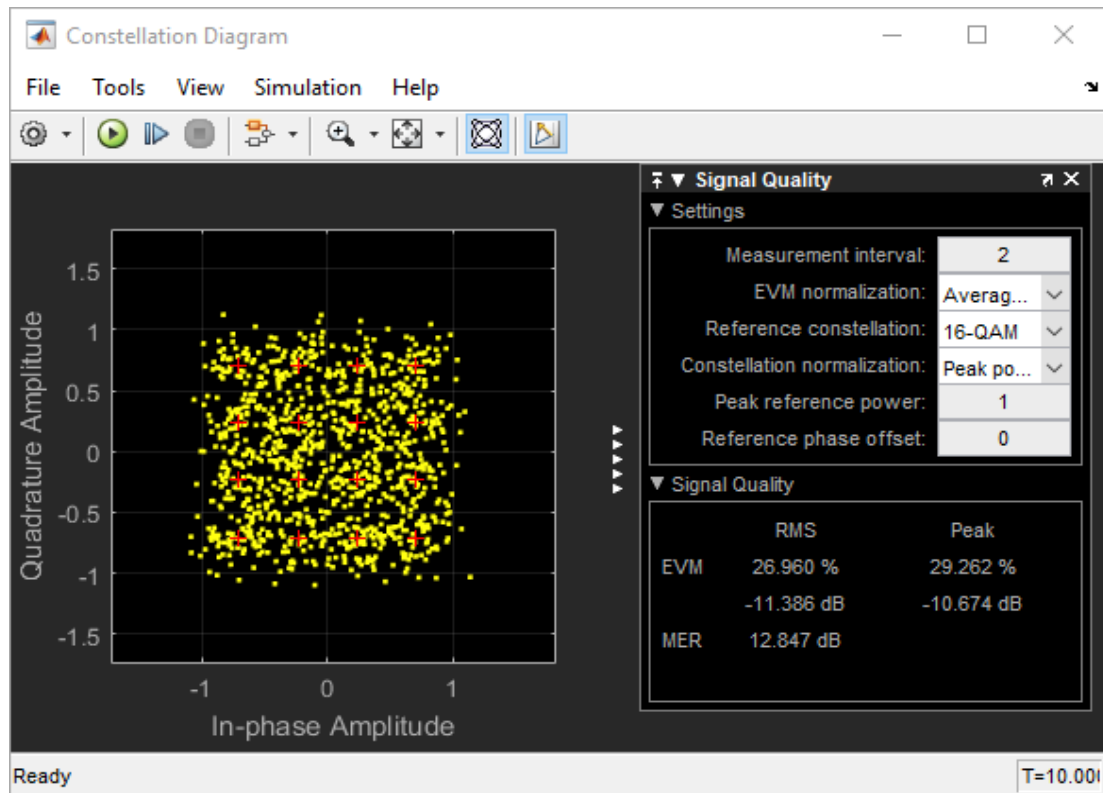 Constellation Diagram
File Tools View Simulation Help
Signal Quality
Settings
Measurement interval: 2
EVM normalization: Averag...
Reference constellation: 16-QAM
Constellation normalization: Peak po...
Peak reference power: 1
Reference phase offset: 0
Signal Quality
RMS Peak
EVM 26.960 % 29.262 %
-11.386 dB -10.674 dB
MER 12.847 dB
Quadrature Amplitude
1.5
1
0.5
0
-0.5
-1
-1.5
-1 0 1
In-phase Amplitude
Ready T=10.00